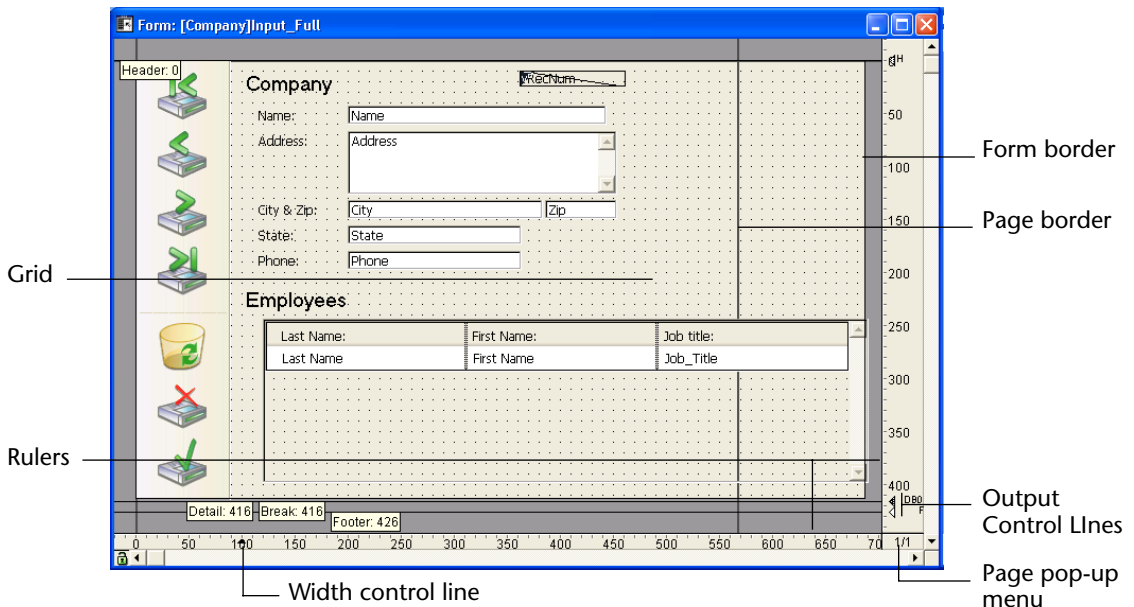 Form: [Company]Input_Full
Header: 0
H
Company
VRecNum
Name:
Name
50
Address:
Address
Form border
100
City & Zip:
City
Zip
150
Page border
State:
State
Phone:
Phone
Grid
200
Employees
250
Last Name:
First Name:
Job title:
Last Name
First Name
Job_Title
300
350
Rulers
400
Detail: 416
Break: 416
Footer: 426
DB0
F
Output
Control LInes
0
50
100
150
200
250
300
350
400
450
500
550
600
650
70
1/1
Page pop-up
menu
Width control line